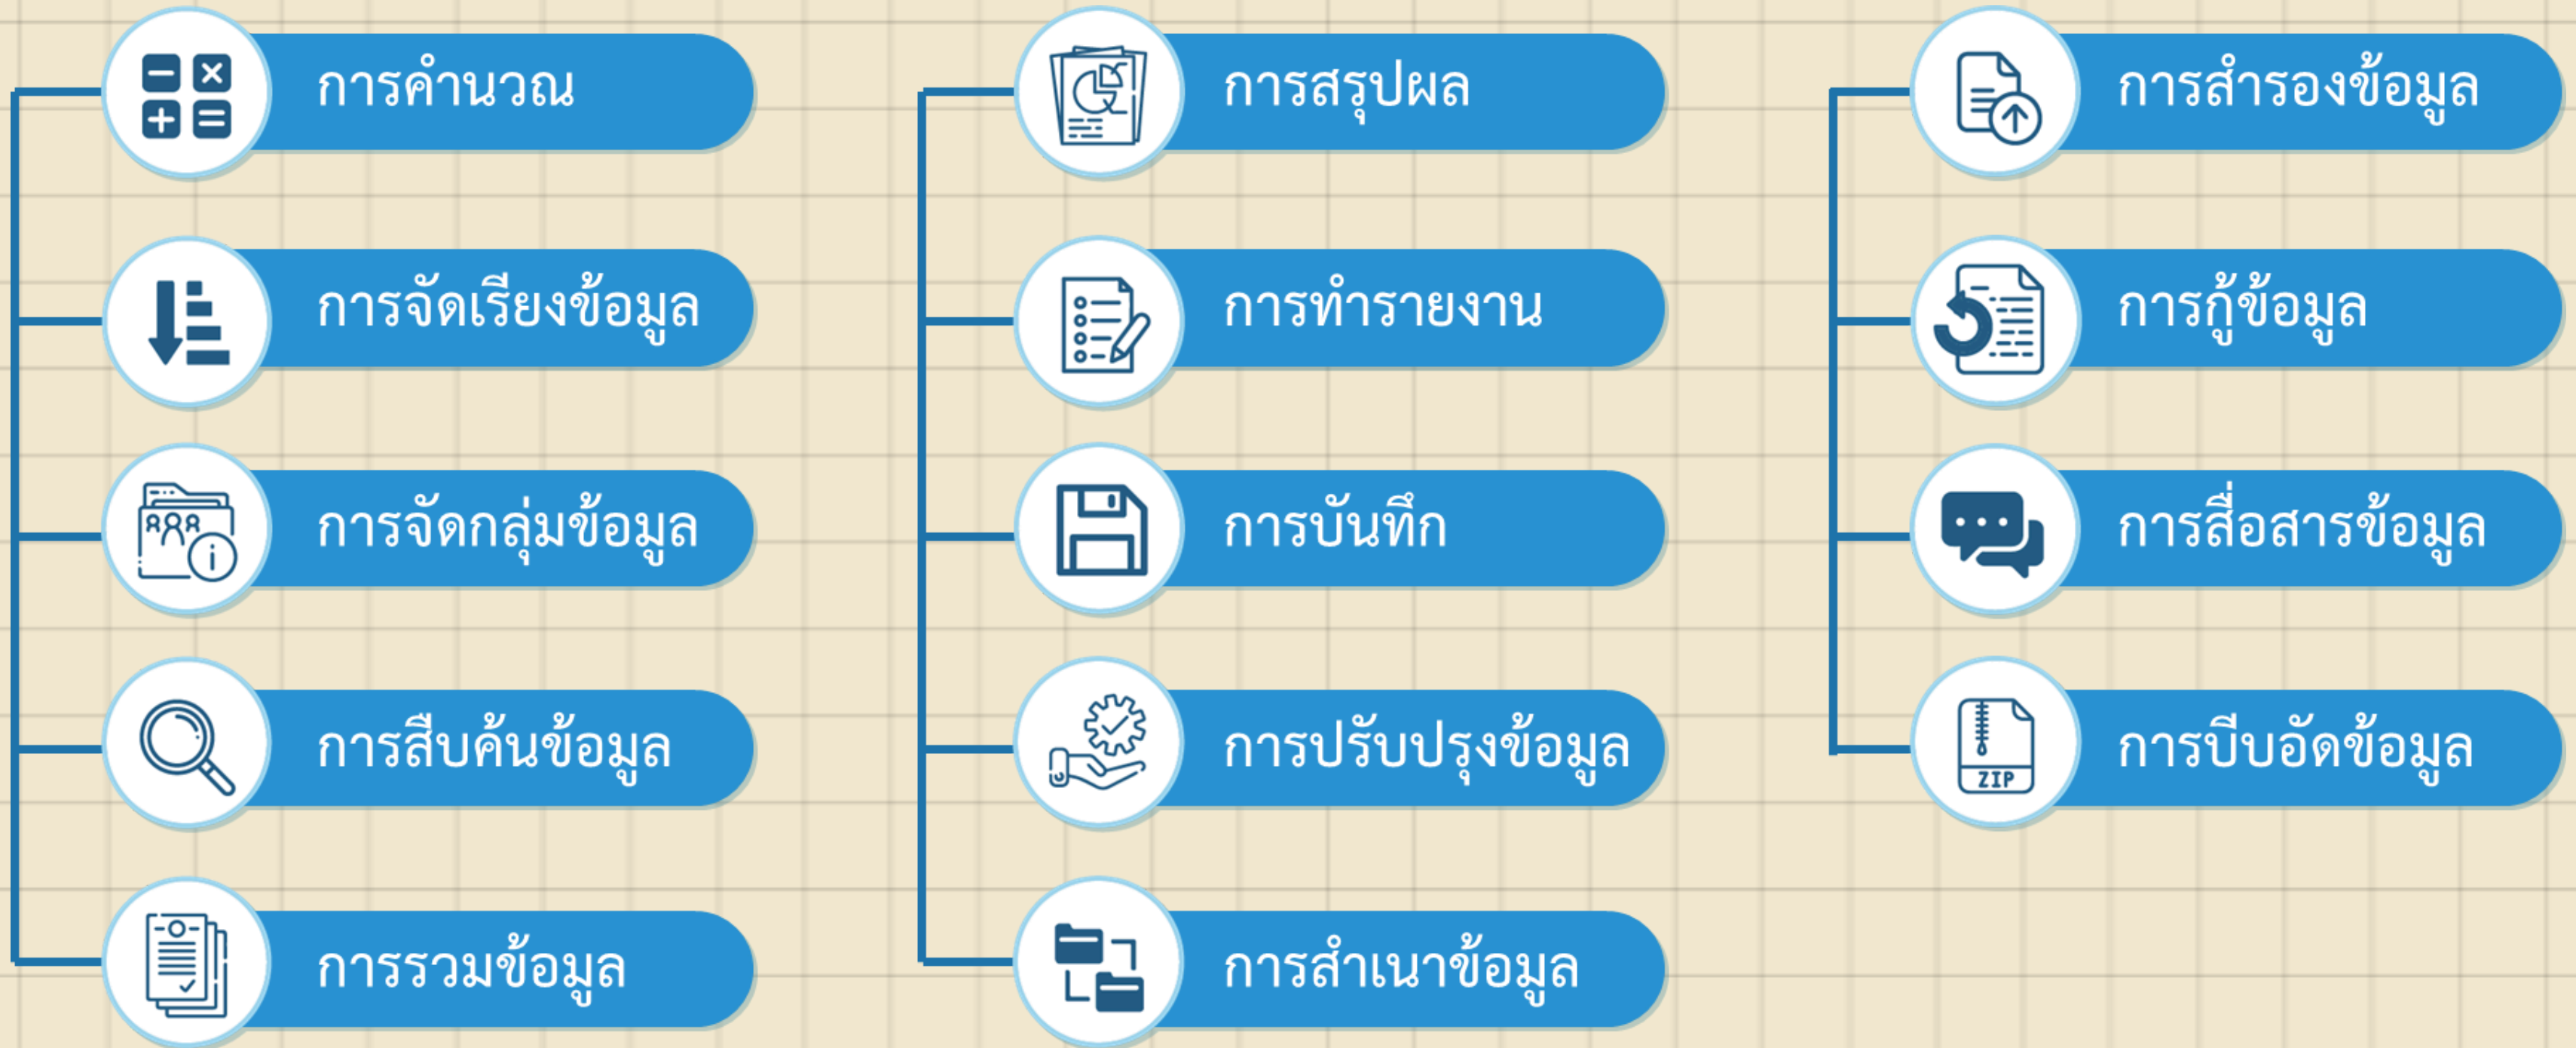 การคำนวณ
การจัดเรียงข้อมูล
การจัดกลุ่มข้อมูล
การสืบค้นข้อมูล
การรวมข้อมูล
การสรุปผล
การทำรายงาน
การบันทึก
การปรับปรุงข้อมูล
การสำเนาข้อมูล
การสำรองข้อมูล
การกู้ข้อมูล
การสื่อสารข้อมูล
การบีบอัดข้อมูล
ZIP